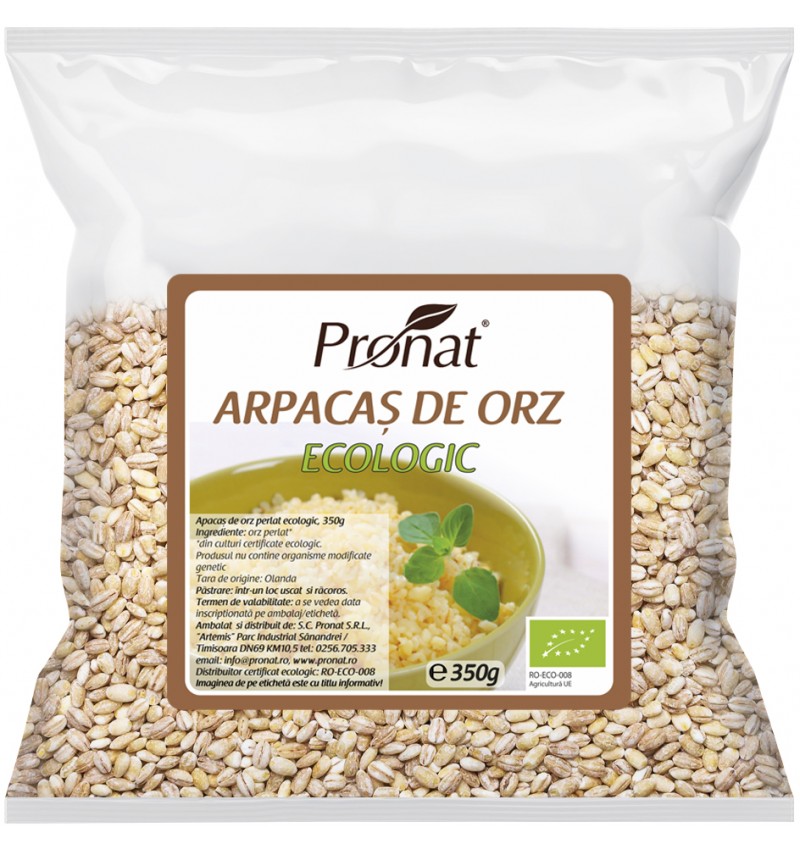 Pronat®
ARPACAȘ DE ORZ
ECOLOGIC
Apacaș de orz perlat ecologic, 350g
Ingrediente: orz perlat*
*din culturi certificate ecologic.
Produsul nu contine organisme modificate
genetic
Tara de origine: Olanda
Păstrare: într-un loc uscat si răcoros.
Termen de valabilitate: a se vedea data
inscripționată pe ambalaj/etichetă.
Ambalat si distribuit de: S.C. Pronat S.R.L.,
"Artemis" Parc Industrial Sânandrei /
Timisoara DN69 KM10,5 tel: 0256.705.333
email: info@pronat.ro, www.pronat.ro
Distribuitor certificat ecologic: RO-ECO-008
Imaginea de pe etichetă este cu titlu informativ!
℮ 350g
RO-ECO-008
Agricultură UE